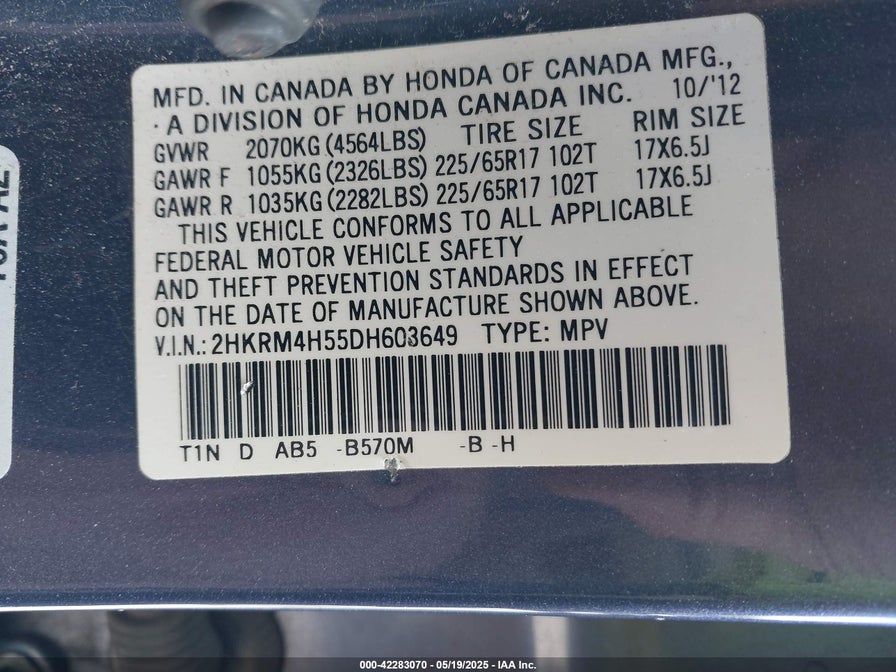 MFD. IN CANADA BY HONDA OF CANADA MFG.,
· A DIVISION OF HONDA CANADA INC. 10/'12
GVWR 2070KG (4564LBS) TIRE SIZE RIM SIZE
GAWR F 1055KG (2326LBS) 225/65R17 102T 17X6.5J
GAWR R 1035KG (2282LBS) 225/65R17 102T 17X6.5J
THIS VEHICLE CONFORMS TO ALL APPLICABLE
FEDERAL MOTOR VEHICLE SAFETY
AND THEFT PREVENTION STANDARDS IN EFFECT
ON THE DATE OF MANUFACTURE SHOWN ABOVE.
V.I.N.: 2HKRM4H55DH603649 TYPE: MPV
T1N D AB5 -B570M -B -H
000-42283070 - 05/19/2025 - IAA Inc.